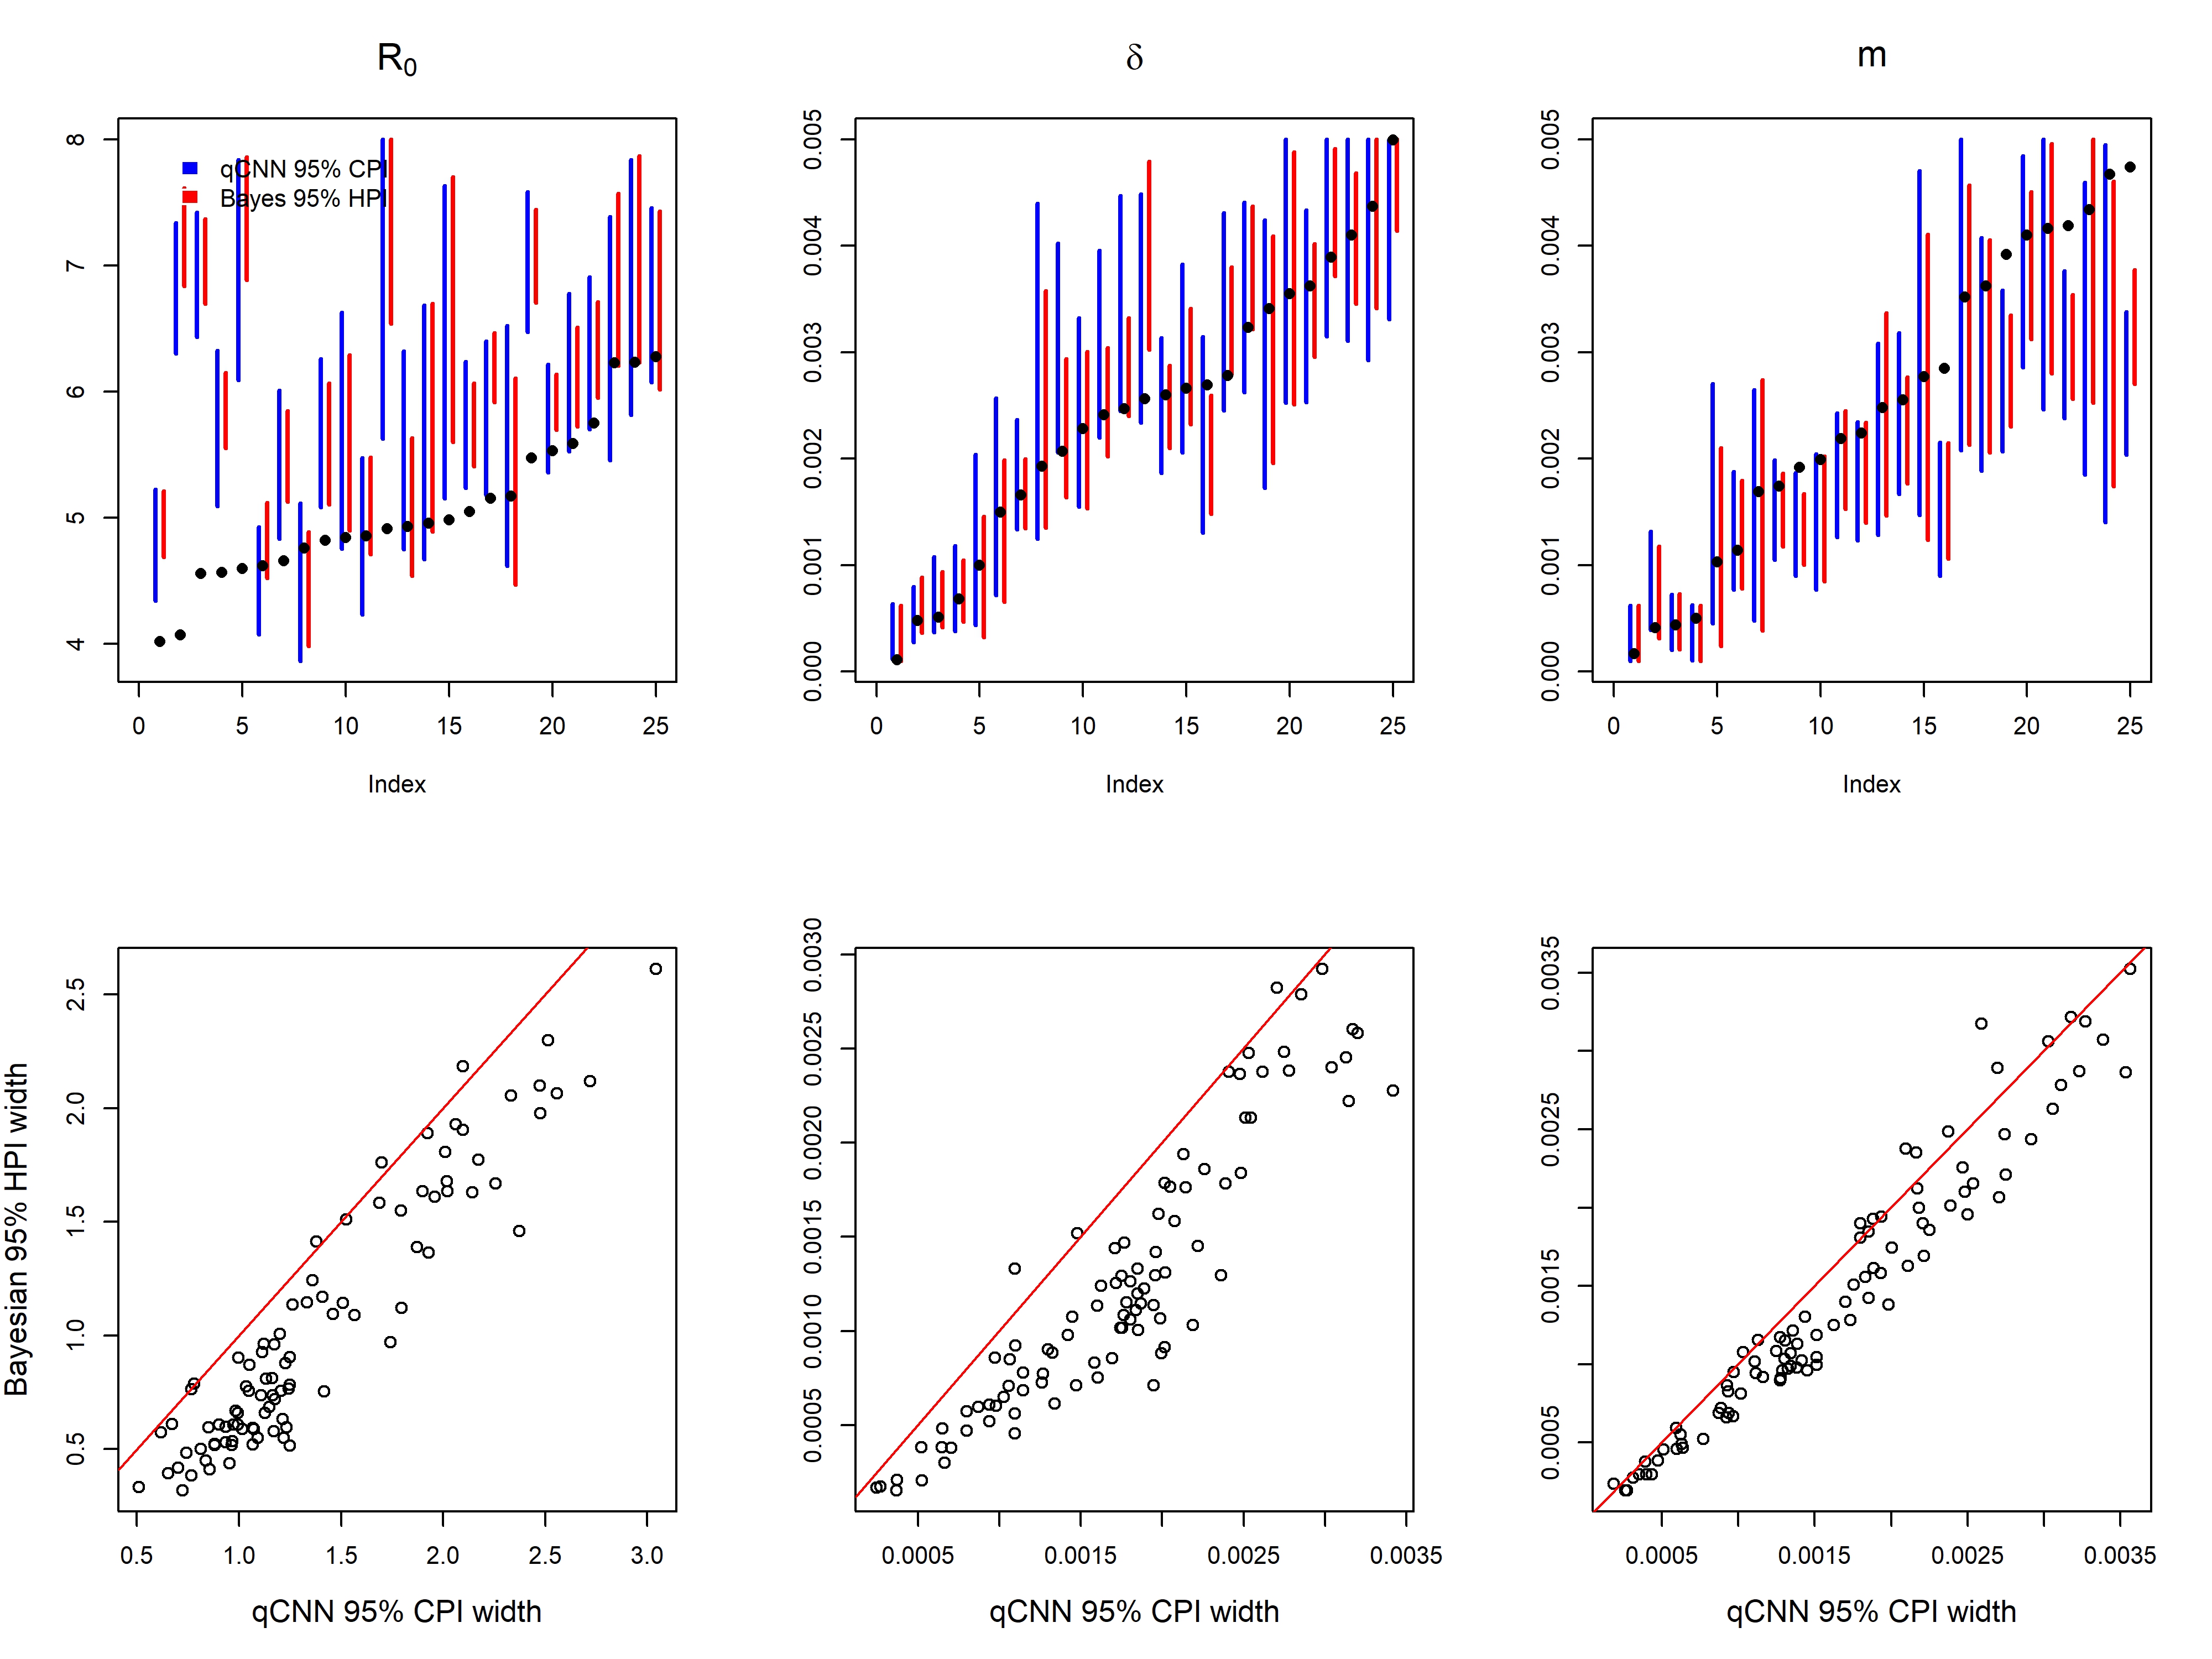 R₀
δ
m
qCNN 95% CPI
Bayes 95% HPI
8
7
6
5
4
0 5 10 15 20 25
Index
0.005
0.004
0.003
0.002
0.001
0.000
0 5 10 15 20 25
Index
0.005
0.004
0.003
0.002
0.001
0.000
0 5 10 15 20 25
Index
Bayesian 95% HPI width
2.5
2.0
1.5
1.0
0.5
0.5 1.0 1.5 2.0 2.5 3.0
qCNN 95% CPI width
0.0030
0.0025
0.0020
0.0015
0.0010
0.0005
0.0005 0.0015 0.0025 0.0035
qCNN 95% CPI width
0.0035
0.0025
0.0015
0.0005
0.0005 0.0015 0.0025 0.0035
qCNN 95% CPI width